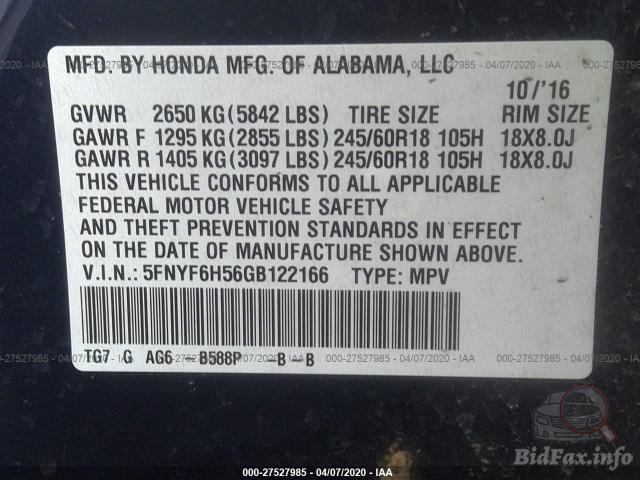 MFD. BY HONDA MFG. OF ALABAMA, LLC
10/'16
GVWR 2650 KG(5842 LBS) TIRE SIZE RIM SIZE
GAWR F 1295 KG(2855 LBS) 245/60R18 105H 18X8.0J
GAWR R 1405 KG(3097 LBS) 245/60R18 105H 18X8.0J
THIS VEHICLE CONFORMS TO ALL APPLICABLE
FEDERAL MOTOR VEHICLE SAFETY
AND THEFT PREVENTION STANDARDS IN EFFECT
ON THE DATE OF MANUFACTURE SHOWN ABOVE.
V.I.N.: 5FNYF6H56GB122166 TYPE: MPV
TG7 G AG6 -B588P -B-B
BidFax.info
000-27527985 - 04/07/2020 - IAA